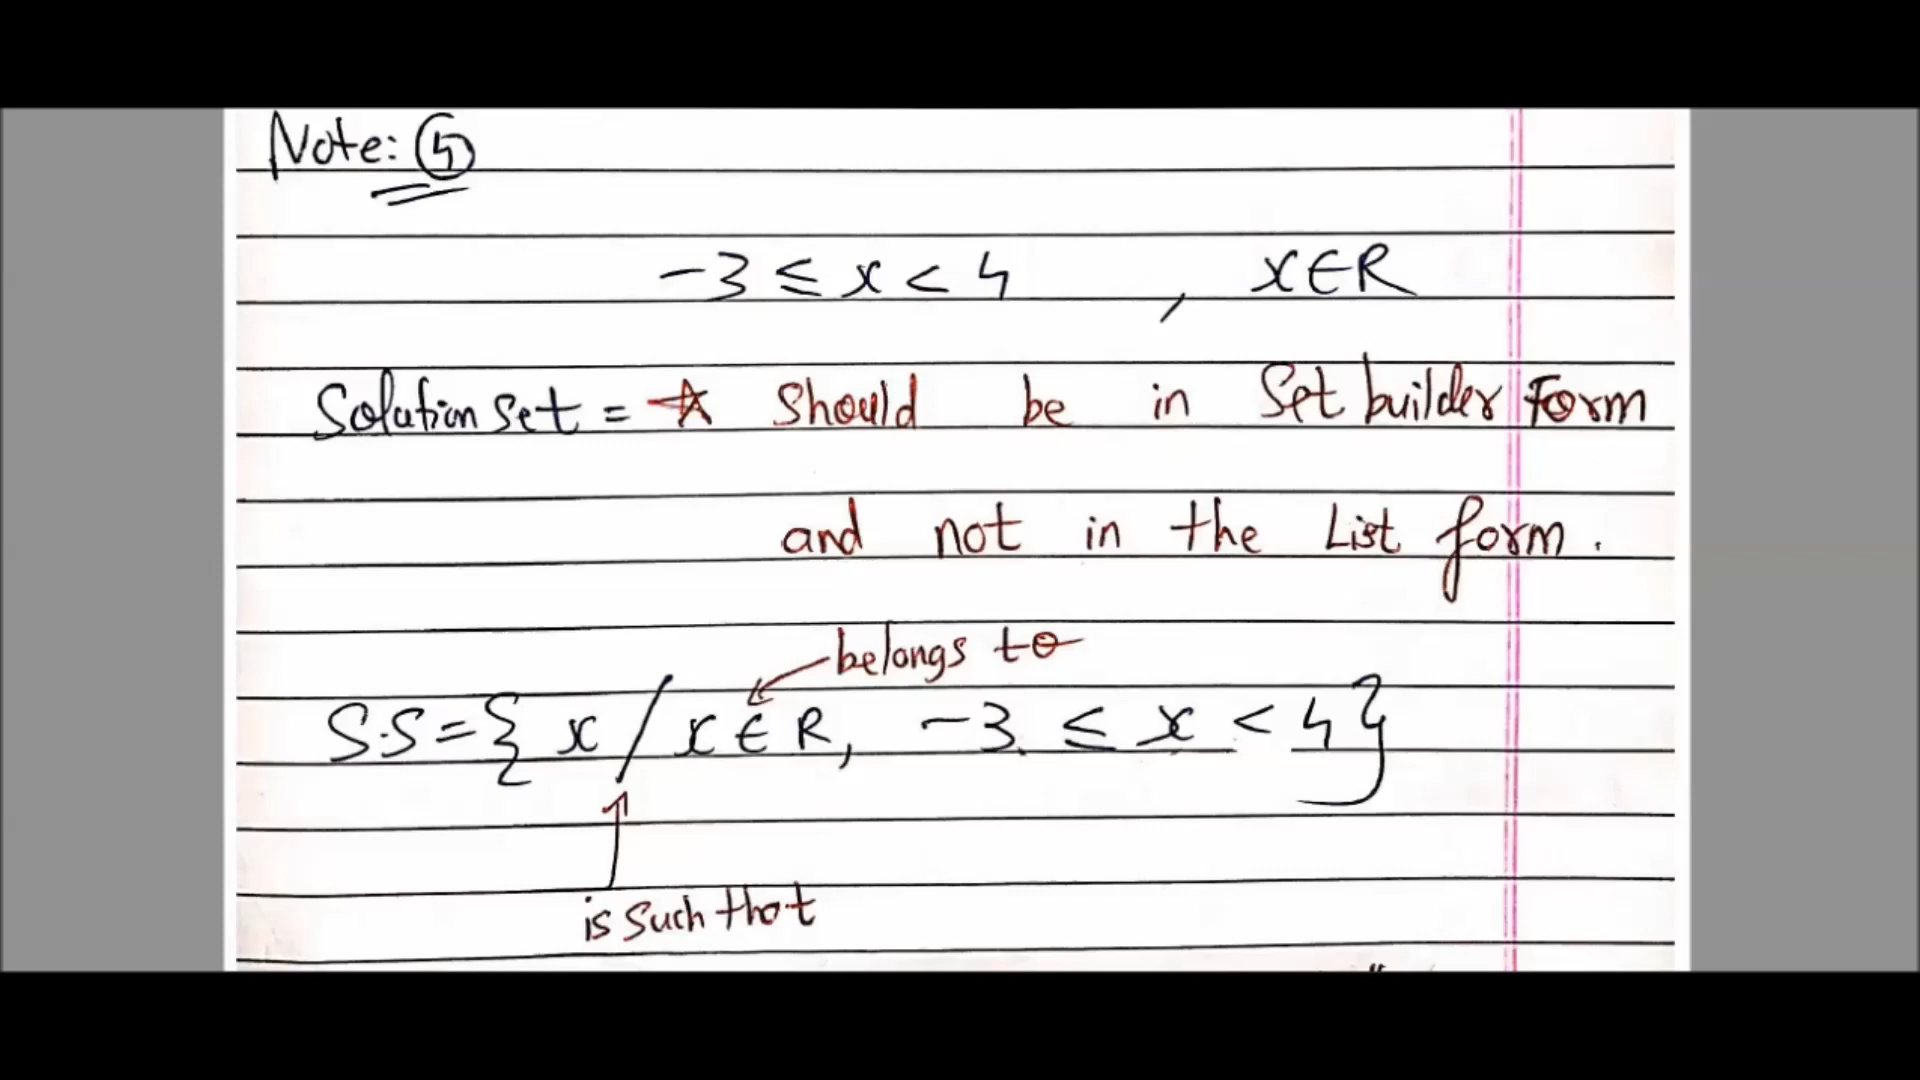 Note: 4
-3 ≤ x < 4 , x∈R
Solution set = ☆ Should be in Set builder Form
and not in the List form.
belongs to
S.S = { x / x∈R, -3 ≤ x < 4 }
is such that